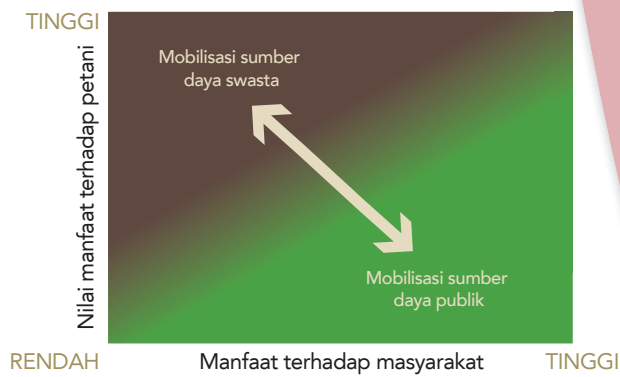 TINGGI
Nilai manfaat terhadap petani
Mobilisasi sumber
daya swasta
Mobilisasi sumber
daya publik
RENDAH
Manfaat terhadap masyarakat
TINGGI